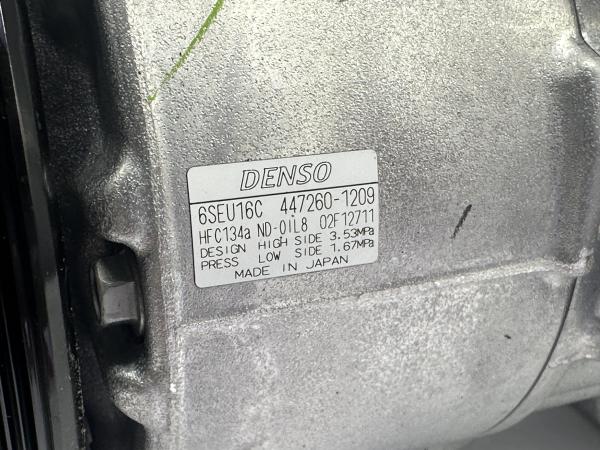 DENSO
6SEU16C 447260-1209
HFC134a ND-OIL8 02F12711
DESIGN HIGH SIDE 3.53MPa
PRESS LOW SIDE 1.67MPa
MADE IN JAPAN